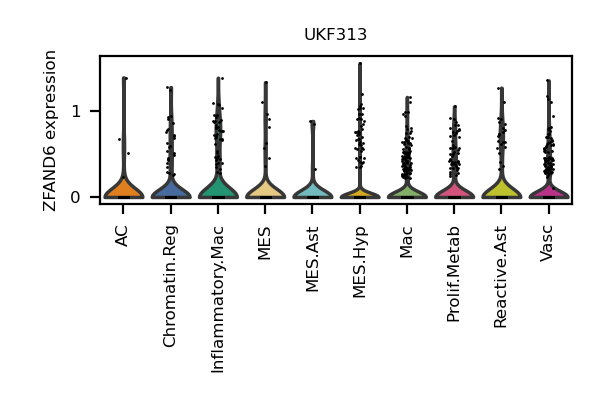 UKF313
ZFAND6 expression
1
0
AC
Chromatin.Reg
Inflammatory.Mac
MES
MES.Ast
MES.Hyp
Mac
Prolif.Metab
Reactive.Ast
Vasc